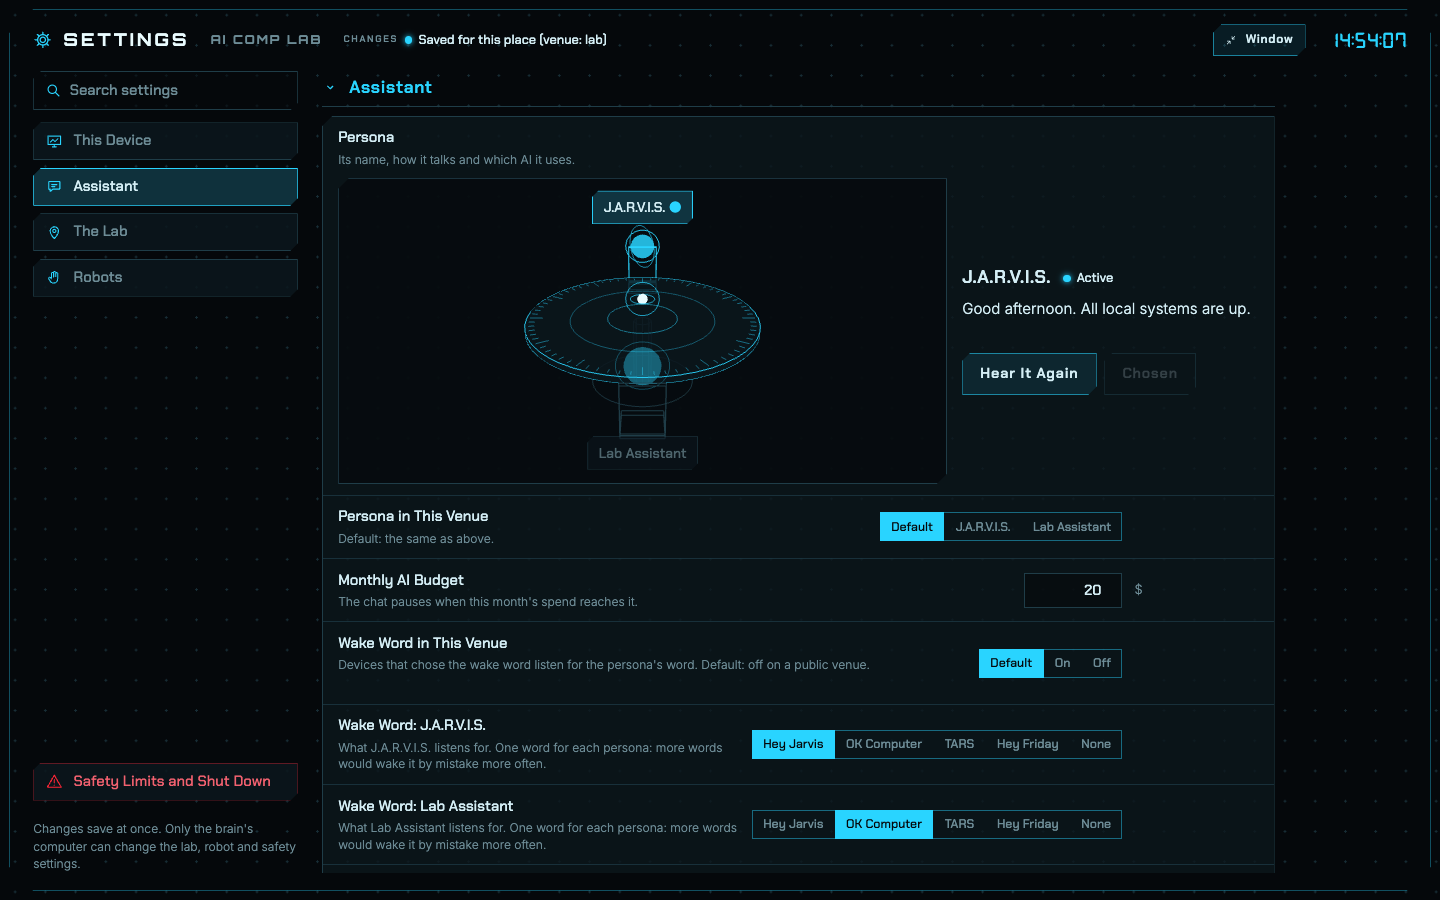 SETTINGS
AI COMP LAB
CHANGES
Saved for this place (venue: lab)
Window
14:54:07
Search settings
This Device
Assistant
The Lab
Robots
Safety Limits and Shut Down
Changes save at once. Only the brain's
computer can change the lab, robot and safety
settings.
Assistant
Persona
Its name, how it talks and which AI it uses.
J.A.R.V.I.S.
Lab Assistant
J.A.R.V.I.S.
Active
Good afternoon. All local systems are up.
Hear It Again
Chosen
Persona in This Venue
Default: the same as above.
Default
J.A.R.V.I.S.
Lab Assistant
Monthly AI Budget
The chat pauses when this month's spend reaches it.
20
$
Wake Word in This Venue
Devices that chose the wake word listen for the persona's word. Default: off on a public venue.
Default
On
Off
Wake Word: J.A.R.V.I.S.
What J.A.R.V.I.S. listens for. One word for each persona: more words
would wake it by mistake more often.
Hey Jarvis
OK Computer
TARS
Hey Friday
None
Wake Word: Lab Assistant
What Lab Assistant listens for. One word for each persona: more words
would wake it by mistake more often.
Hey Jarvis
OK Computer
TARS
Hey Friday
None